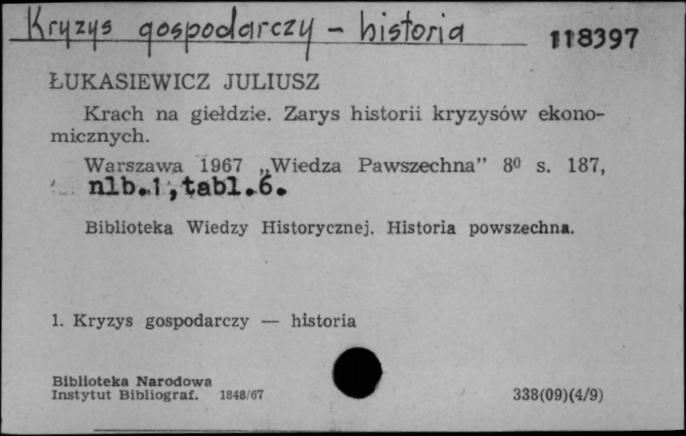 Kryzys gospodarczy - historia 118397
ŁUKASIEWICZ JULIUSZ
Krach na giełdzie. Zarys historii kryzysów ekono-
micznych.
Warszawa 1967 „Wiedza Pawszechna” 8⁰ s. 187,
nlb.1,tabl.6.
Biblioteka Wiedzy Historycznej. Historia powszechna.
1. Kryzys gospodarczy — historia
Biblioteka Narodowa
Instytut Bibliograf. 1848/67 338(09)(4/9)